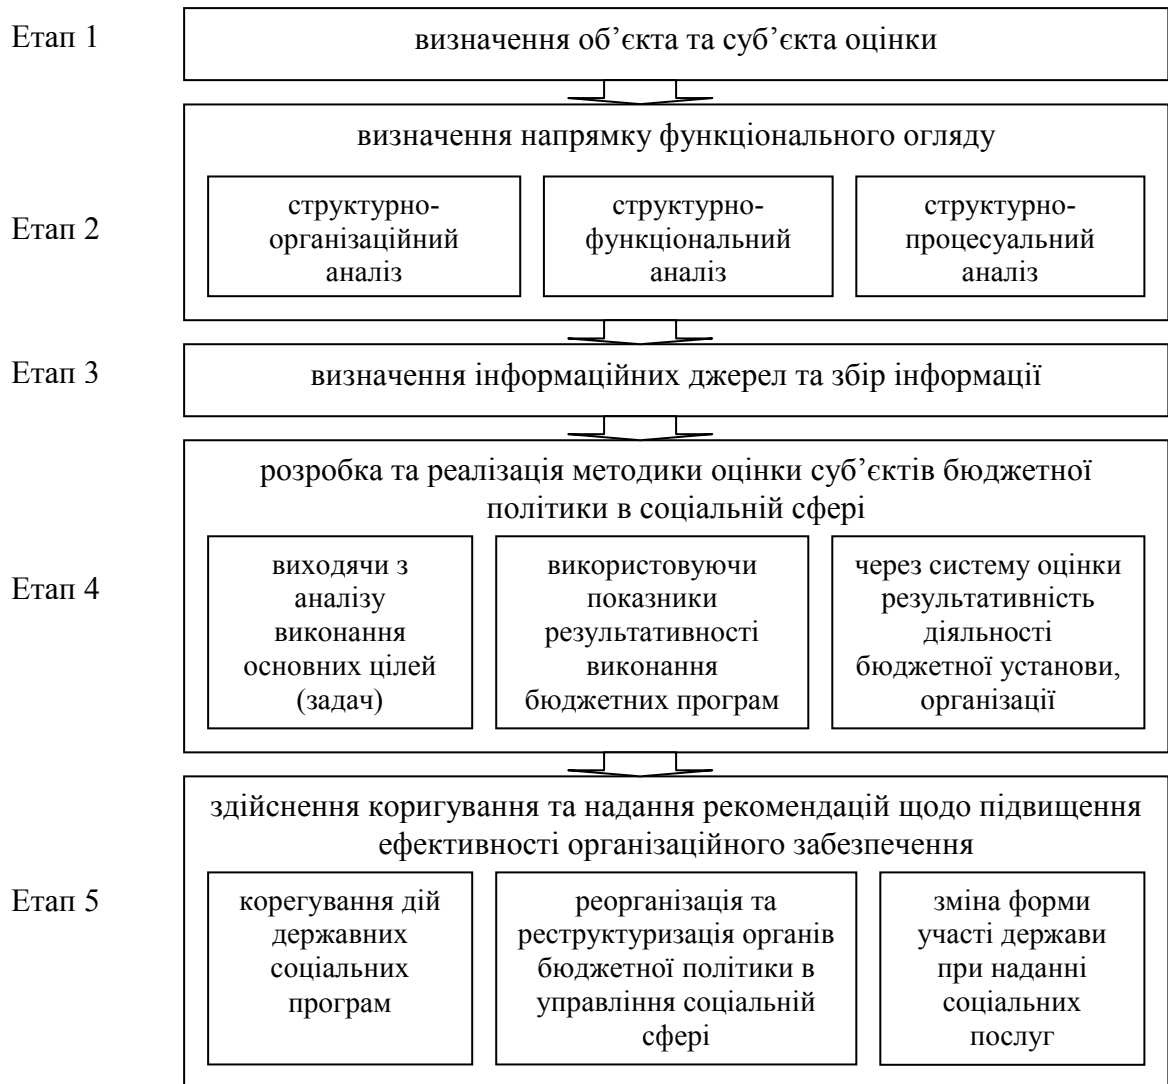 Етап 1
визначення об’єкта та суб’єкта оцінки
визначення напрямку функціонального огляду
Етап 2
структурно-
організаційний
аналіз
структурно-
функціональний
аналіз
структурно-
процесуальний
аналіз
Етап 3
визначення інформаційних джерел та збір інформації
розробка та реалізація методики оцінки суб’єктів бюджетної
політики в соціальній сфері
Етап 4
виходячи з
аналізу
виконання
основних цілей
(задач)
використовуючи
показники
результативності
виконання
бюджетних програм
через систему оцінки
результативність
діяльності
бюджетної установи,
організації
здійснення коригування та надання рекомендацій щодо підвищення
ефективності організаційного забезпечення
Етап 5
корегування дій
державних
соціальних
програм
реорганізація та
реструктуризація органів
бюджетної політики в
управління соціальній
сфері
зміна форми
участі держави
при наданні
соціальних
послуг